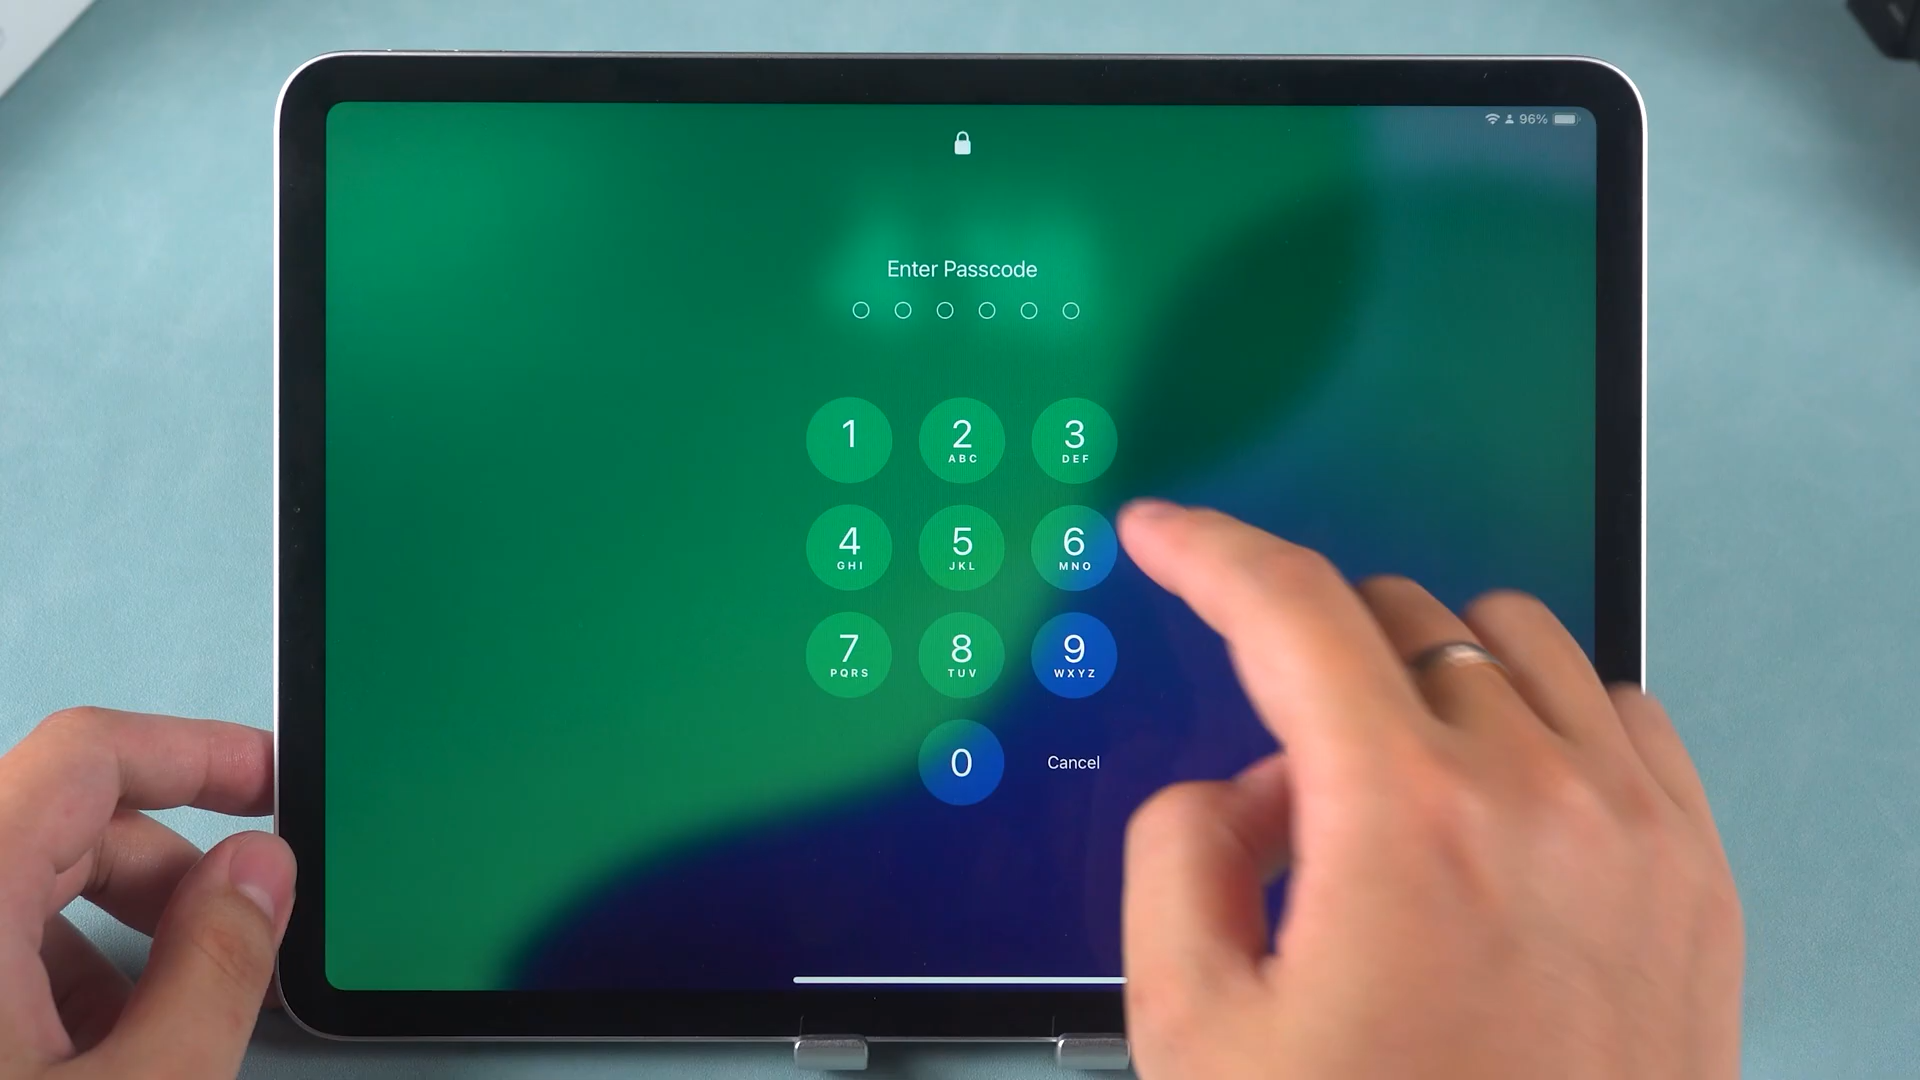 96%
Enter Passcode
1 2 3
ABC DEF
4 5 6
GHI JKL MNO
7 8 9
PQRS TUV WXYZ
0 Cancel